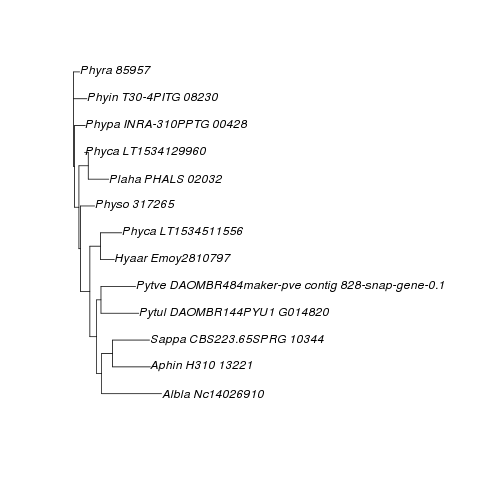 Phyra 85957
Phyin T30-4PITG 08230
Phypa INRA-310PPTG 00428
Phyca LT1534129960
Plaha PHALS 02032
Physo 317265
Phyca LT1534511556
Hyaar Emoy2810797
Pytve DAOMBR484maker-pve contig 828-snap-gene-0.1
Pytul DAOMBR144PYU1 G014820
Sappa CBS223.65SPRG 10344
Aphin H310 13221
Albla Nc14026910